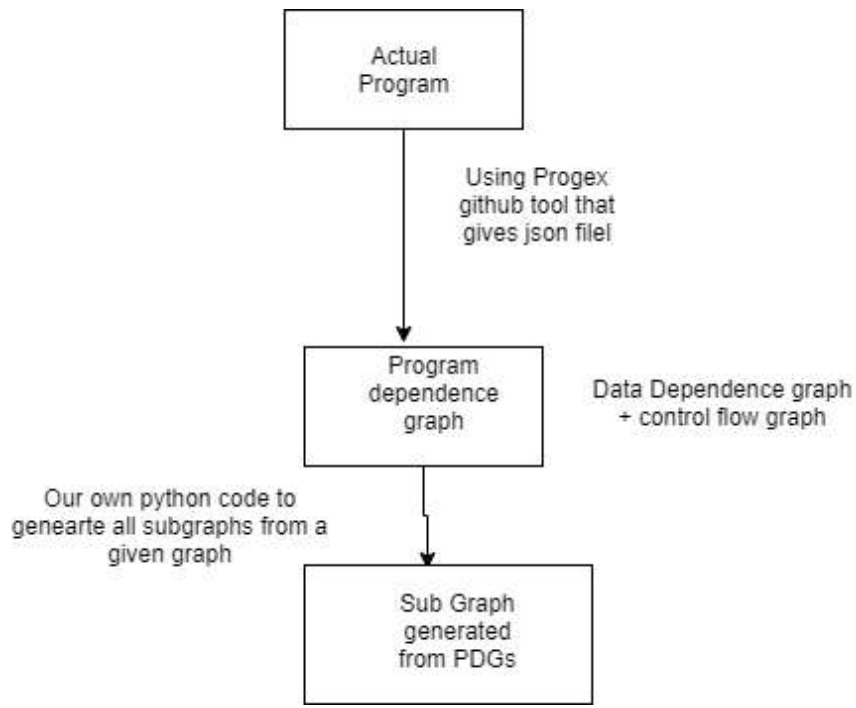 Actual
Program
Using Progex
github tool that
gives json filel
Program
dependence
graph
Data Dependence graph
+ control flow graph
Our own python code to
genearte all subgraphs from a
given graph
Sub Graph
generated
from PDGs